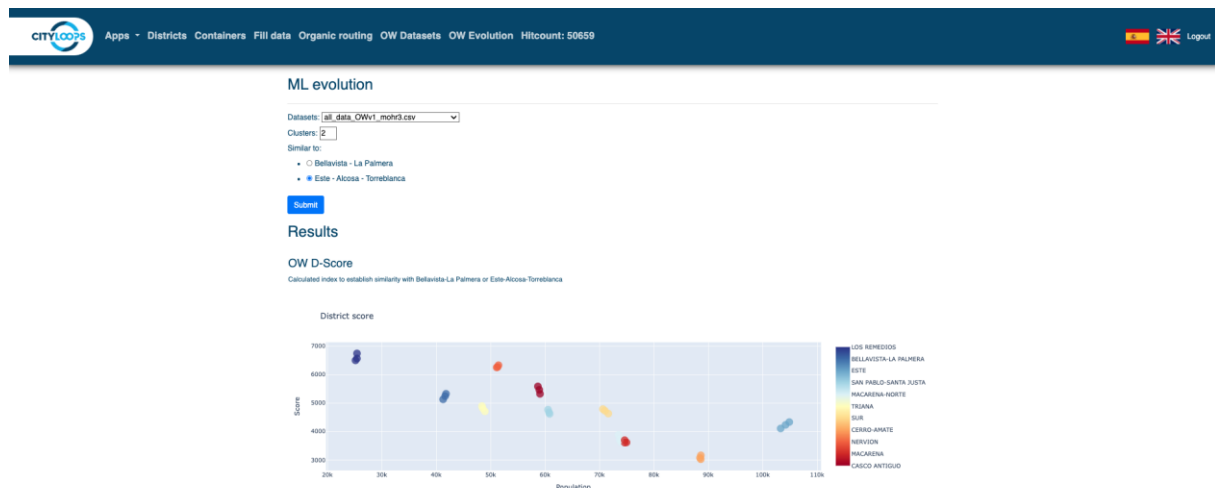 CITYLOOPS
Apps Districts Containers Fill data Organic routing OW Datasets OW Evolution Hitcount: 50659
Logout
ML evolution
Datasets: all_data_OWv1_mohr3.csv
Clusters: 2
Similar to:
Bellavista - La Palmera
Este - Alcosa - Torreblanca
Submit
Results
OW D-Score
Calculated index to establish similarity with Bellavista-La Palmera or Este-Alcosa-Torreblanca
District score
7000
6000
5000
4000
3000
Score
20k 30k 40k 50k 60k 70k 80k 90k 100k 110k
Population
LOS REMEDIOS
BELLAVISTA-LA PALMERA
ESTE
SAN PABLO-SANTA JUSTA
MACARENA-NORTE
TRIANA
SUR
CERRO-AMATE
NERVION
MACARENA
CASCO ANTIGUO